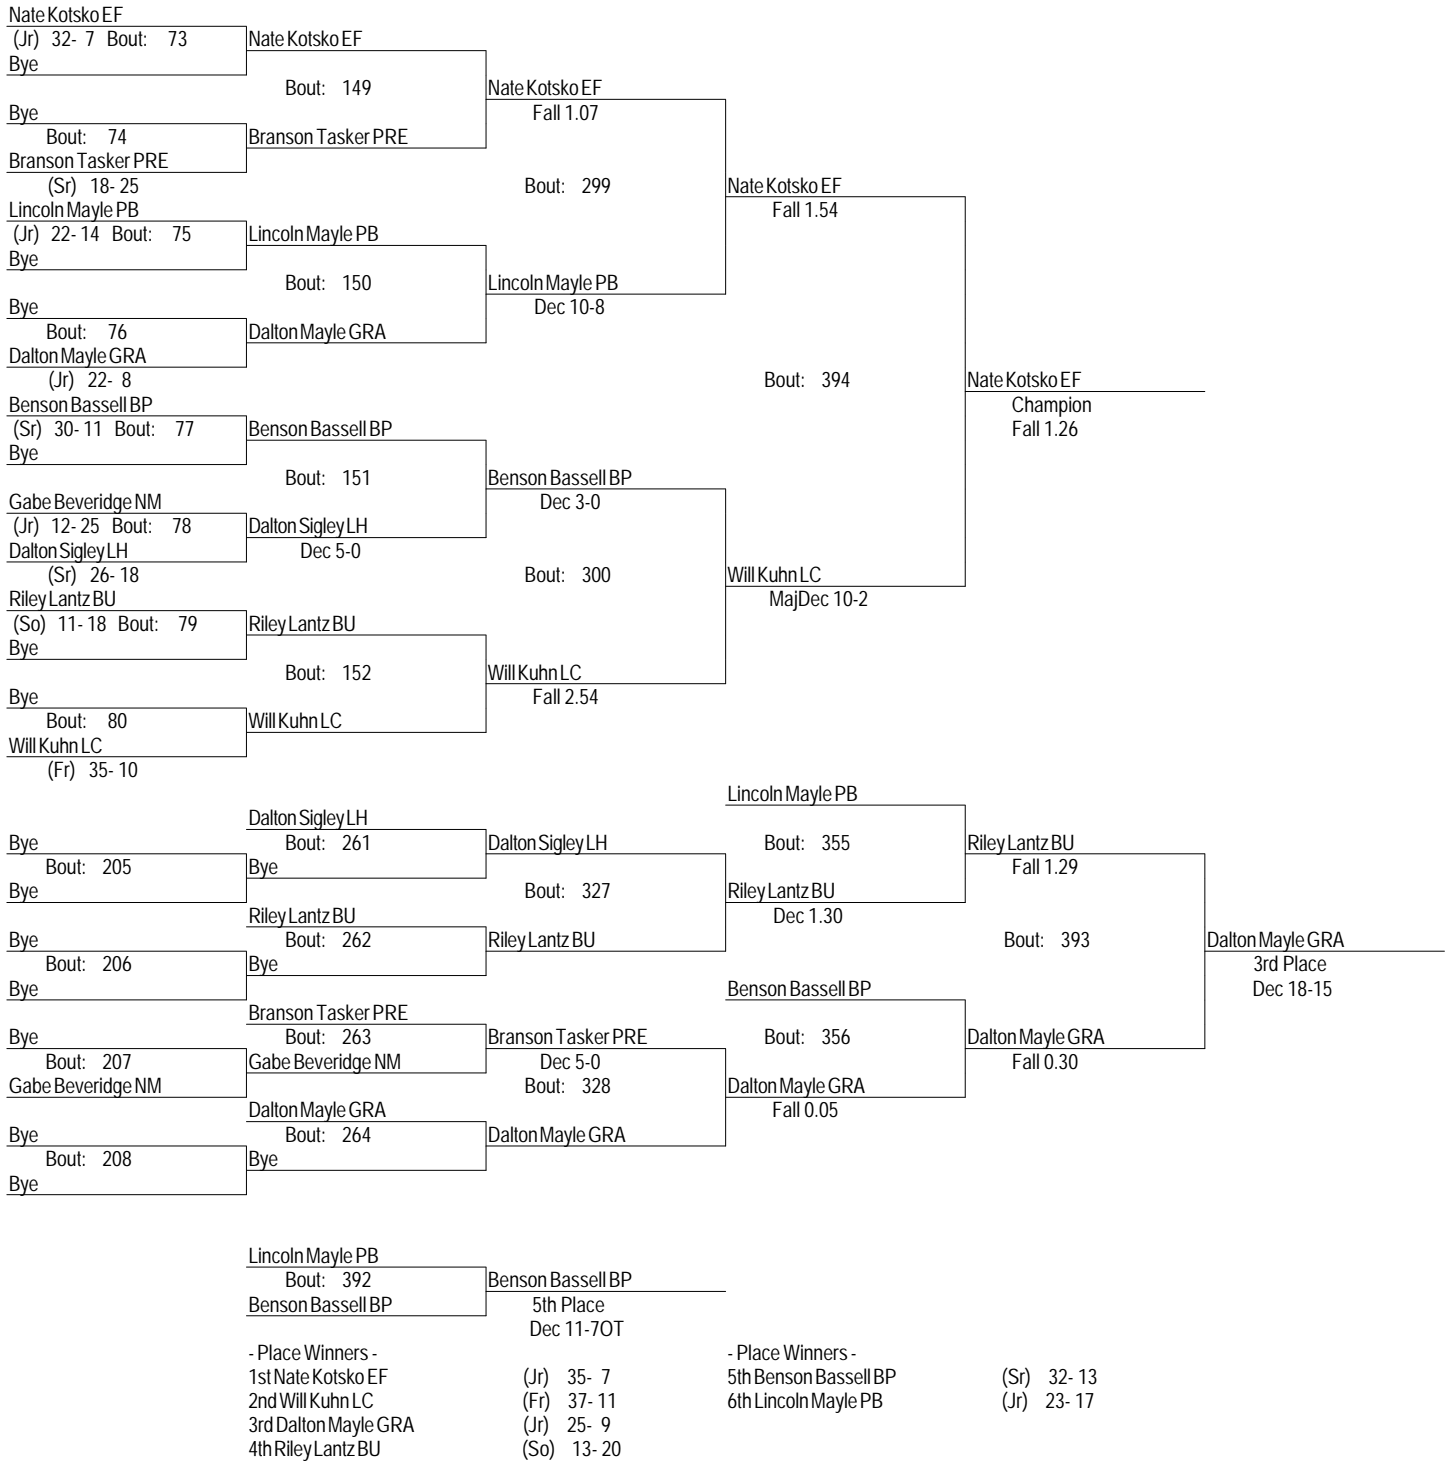 Nate Kotsko EF
(Jr) 32- 7 Bout: 73
Nate Kotsko EF
Bye
Bout: 149
Nate Kotsko EF
Bye
Fall 1.07
Bout: 74
Branson Tasker PRE
Branson Tasker PRE
(Sr) 18- 25
Bout: 299
Nate Kotsko EF
Lincoln Mayle PB
Fall 1.54
(Jr) 22- 14 Bout: 75
Lincoln Mayle PB
Bye
Bout: 150
Lincoln Mayle PB
Bye
Dec 10-8
Bout: 76
Dalton Mayle GRA
Dalton Mayle GRA
(Jr) 22- 8
Bout: 394
Nate Kotsko EF
Benson Bassell BP
Champion
(Sr) 30- 11 Bout: 77
Benson Bassell BP
Fall 1.26
Bye
Bout: 151
Benson Bassell BP
Gabe Beveridge NM
Dec 3-0
(Jr) 12- 25 Bout: 78
Dalton Sigley LH
Dalton Sigley LH
Dec 5-0
(Sr) 26- 18
Bout: 300
Will Kuhn LC
Riley Lantz BU
MajDec 10-2
(So) 11- 18 Bout: 79
Riley Lantz BU
Bye
Bout: 152
Will Kuhn LC
Bye
Fall 2.54
Bout: 80
Will Kuhn LC
Will Kuhn LC
(Fr) 35- 10
Lincoln Mayle PB
Dalton Sigley LH
Bye
Bout: 261
Dalton Sigley LH
Bout: 355
Riley Lantz BU
Bout: 205
Bye
Fall 1.29
Bye
Bout: 327
Riley Lantz BU
Riley Lantz BU
Dec 1.30
Bye
Bout: 262
Riley Lantz BU
Bout: 393
Dalton Mayle GRA
Bout: 206
Bye
3rd Place
Bye
Benson Bassell BP
Dec 18-15
Branson Tasker PRE
Bye
Bout: 263
Branson Tasker PRE
Bout: 356
Dalton Mayle GRA
Bout: 207
Gabe Beveridge NM
Dec 5-0
Fall 0.30
Gabe Beveridge NM
Bout: 328
Dalton Mayle GRA
Dalton Mayle GRA
Fall 0.05
Bye
Bout: 264
Dalton Mayle GRA
Bout: 208
Bye
Bye
Lincoln Mayle PB
Bout: 392
Benson Bassell BP
Benson Bassell BP
5th Place
Dec 11-7OT
- Place Winners -
- Place Winners -
1st Nate Kotsko EF (Jr) 35- 7
5th Benson Bassell BP (Sr) 32- 13
2nd Will Kuhn LC (Fr) 37- 11
6th Lincoln Mayle PB (Jr) 23- 17
3rd Dalton Mayle GRA (Jr) 25- 9
4th Riley Lantz BU (So) 13- 20